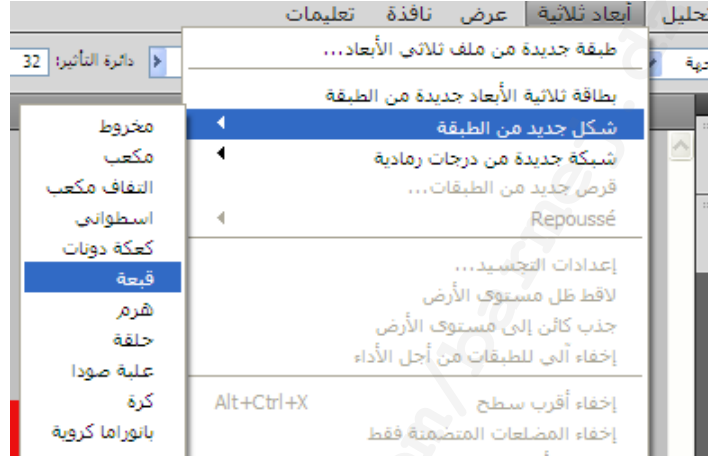 تحليل أبعاد ثلاثية عرض نافذة تعليمات
جهة
دائرة التأثير: 32
طبقة جديدة من ملف ثلاثي الأبعاد...
بطاقة ثلاثية الأبعاد جديدة من الطبقة
شكل جديد من الطبقة
شبكة جديدة من درجات رمادية
قرص جديد من الطبقات...
Repoussé
إعدادات التجسيد...
لاقط ظل مستوى الأرض
جذب كائن إلى مستوى الأرض
إخفاء آلي للطبقات من أجل الأداء
إخفاء أقرب سطح Alt+Ctrl+X
إخفاء المضلعات المتضمنة فقط
مخروط
مكعب
التفاف مكعب
اسطواني
كعكة دونات
قبعة
هرم
حلقة
علبة صودا
كرة
بانوراما كروية